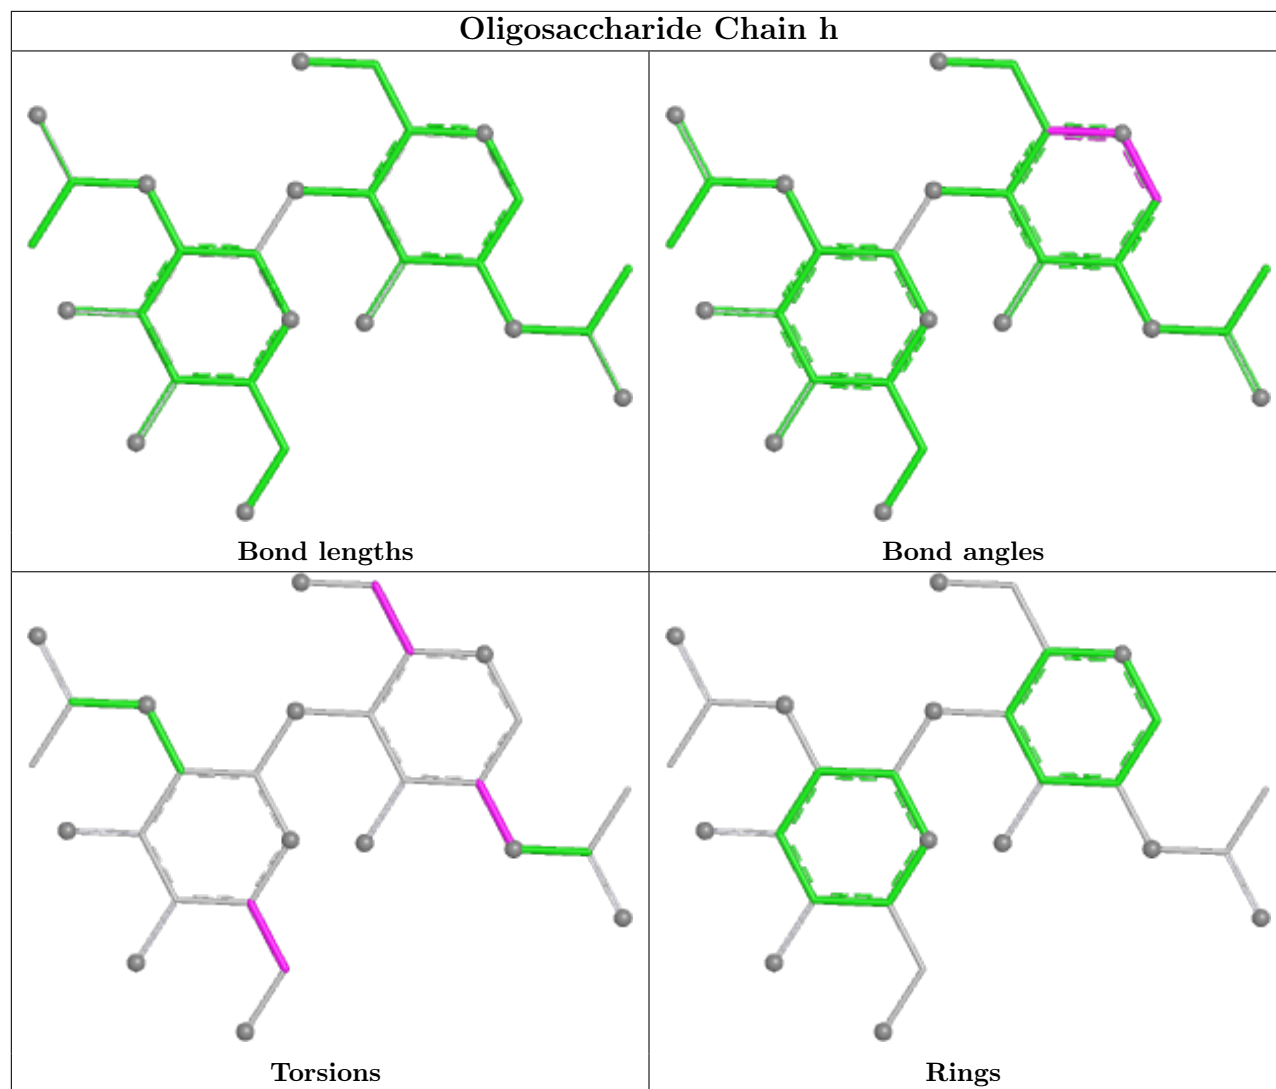 Oligosaccharide Chain h
Bond lengths
Bond angles
Torsions
Rings